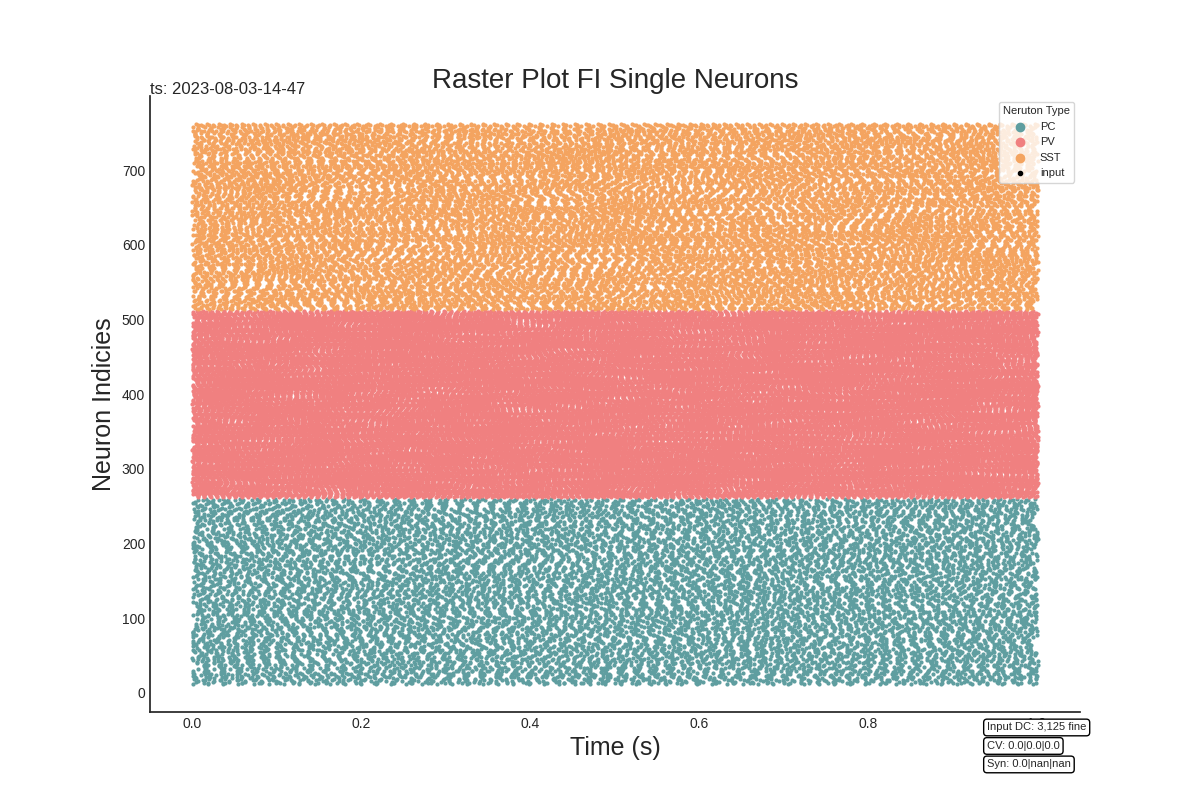 Raster Plot FI Single Neurons
ts: 2023-08-03-14-47
Neruton Type
PC
PV
SST
input
Neuron Indicies
700
600
500
400
300
200
100
0
0.0
0.2
0.4
0.6
0.8
Time (s)
Input DC: 3,125 fine
CV: 0.0|0.0|0.0
Syn: 0.0|nan|nan